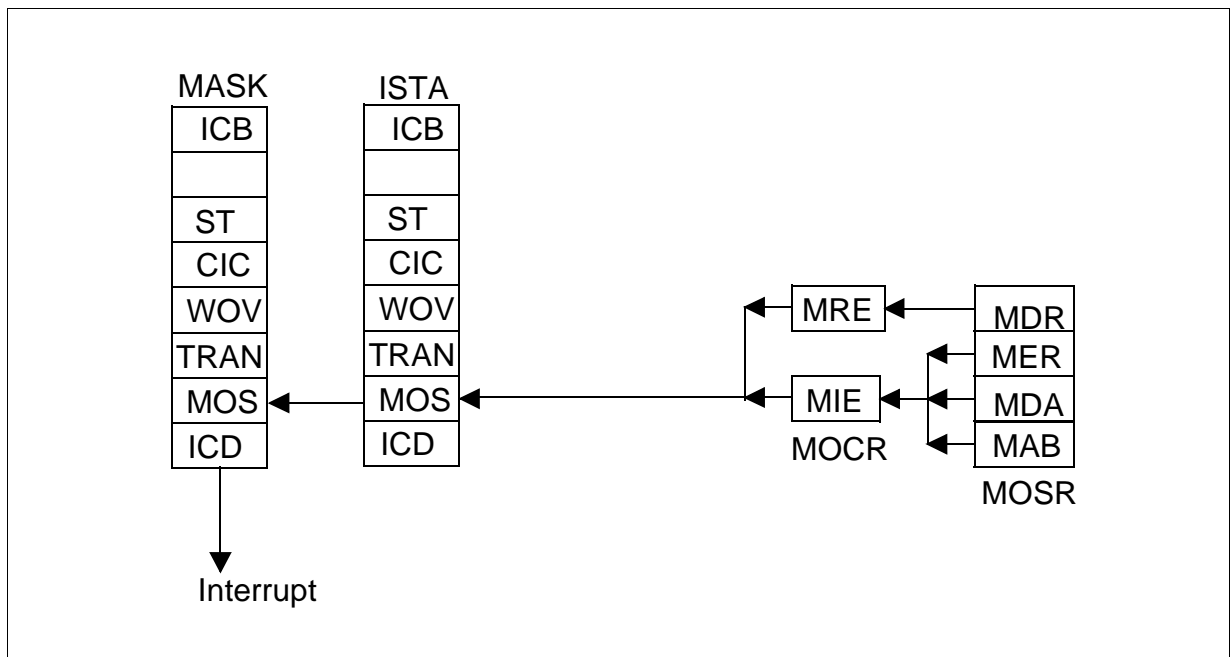 MASK
ICB
ST
CIC
WOV
TRAN
MOS
ICD
Interrupt
ISTA
ICB
ST
CIC
WOV
TRAN
MOS
ICD
MRE
MIE
MOCR
MDR
MER
MDA
MAB
MOSR